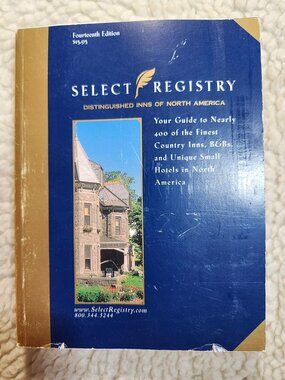 Fourteenth Edition
$15.95
SELECT REGISTRY
DISTINGUISHED INNS OF NORTH AMERICA
Your Guide to Nearly
400 of the Finest
Country Inns, B&Bs,
and Unique Small
Hotels in North
America
www.SelectRegistry.com
800.344.5244